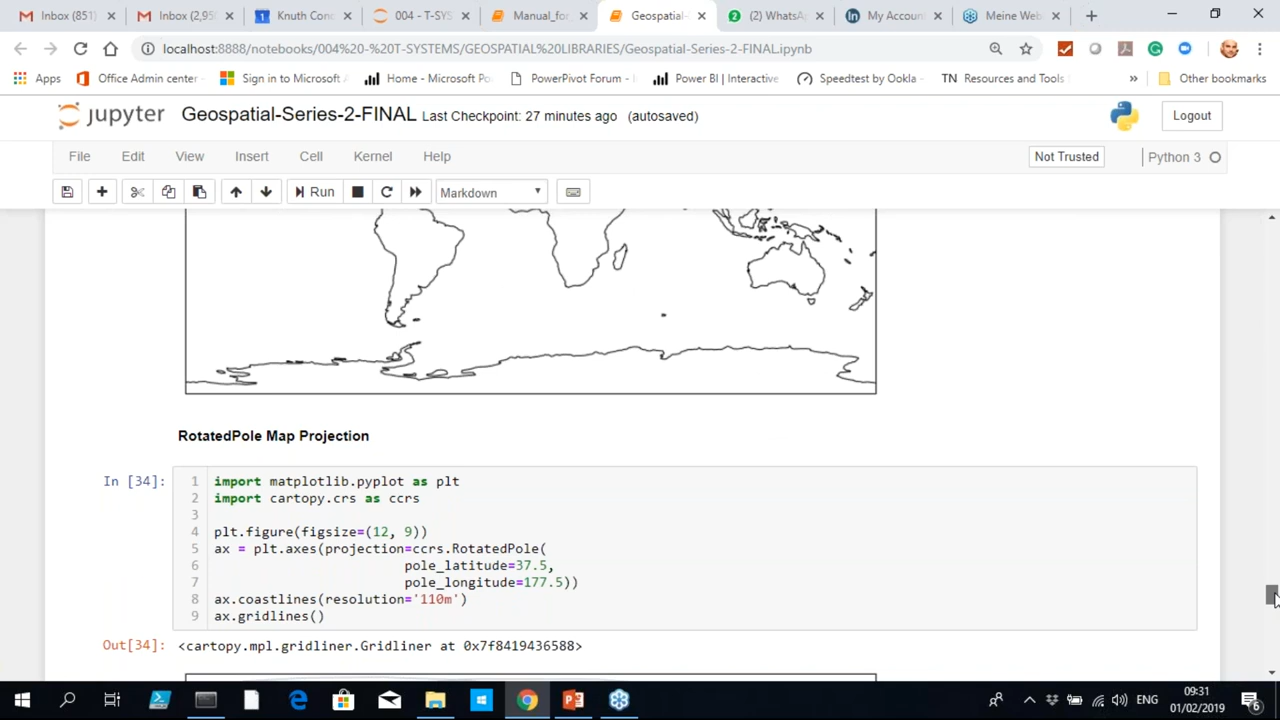 Inbox (851)
Inbox (2,95
Knuth Con
004 - T-SYS
Manual_for
Geospatial-
(2) WhatsA
My Accoun
Meine Web
localhost:8888/notebooks/004%20-%20T-SYSTEMS/GEOSPATIAL%20LIBRARIES/Geospatial-Series-2-FINAL.ipynb
Apps
Office Admin center -
Sign in to Microsoft
Home - Microsoft Po
PowerPivot Forum -
Power BI | Interactive
Speedtest by Ookla -
TN Resources and Tools
»
Other bookmarks
jupyter Geospatial-Series-2-FINAL Last Checkpoint: 27 minutes ago (autosaved)
Logout
File Edit View Insert Cell Kernel Help
Not Trusted
Python 3
Run
Markdown
RotatedPole Map Projection
In [34]:
1 import matplotlib.pyplot as plt
2 import cartopy.crs as ccrs
3
4 plt.figure(figsize=(12, 9))
5 ax = plt.axes(projection=ccrs.RotatedPole(
6 pole_latitude=37.5,
7 pole_longitude=177.5))
8 ax.coastlines(resolution='110m')
9 ax.gridlines()
Out[34]: <cartopy.mpl.gridliner.Gridliner at 0x7f8419436588>
ENG
09:31
01/02/2019
6